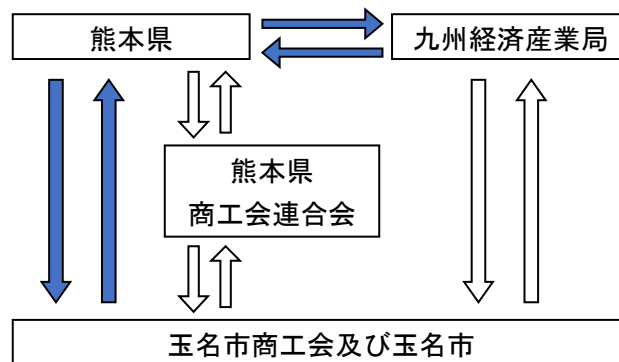 熊本県
九州経済産業局
熊本県
商工会連合会
玉名市商工会及び玉名市